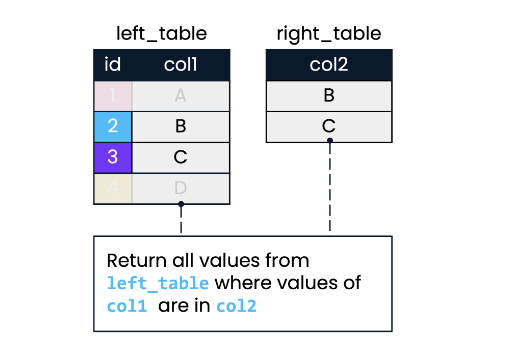 left_table
right_table
id col1
col2
1 A
B
2 B
C
3 C
4 D
Return all values from
left_table where values of
col1 are in col2